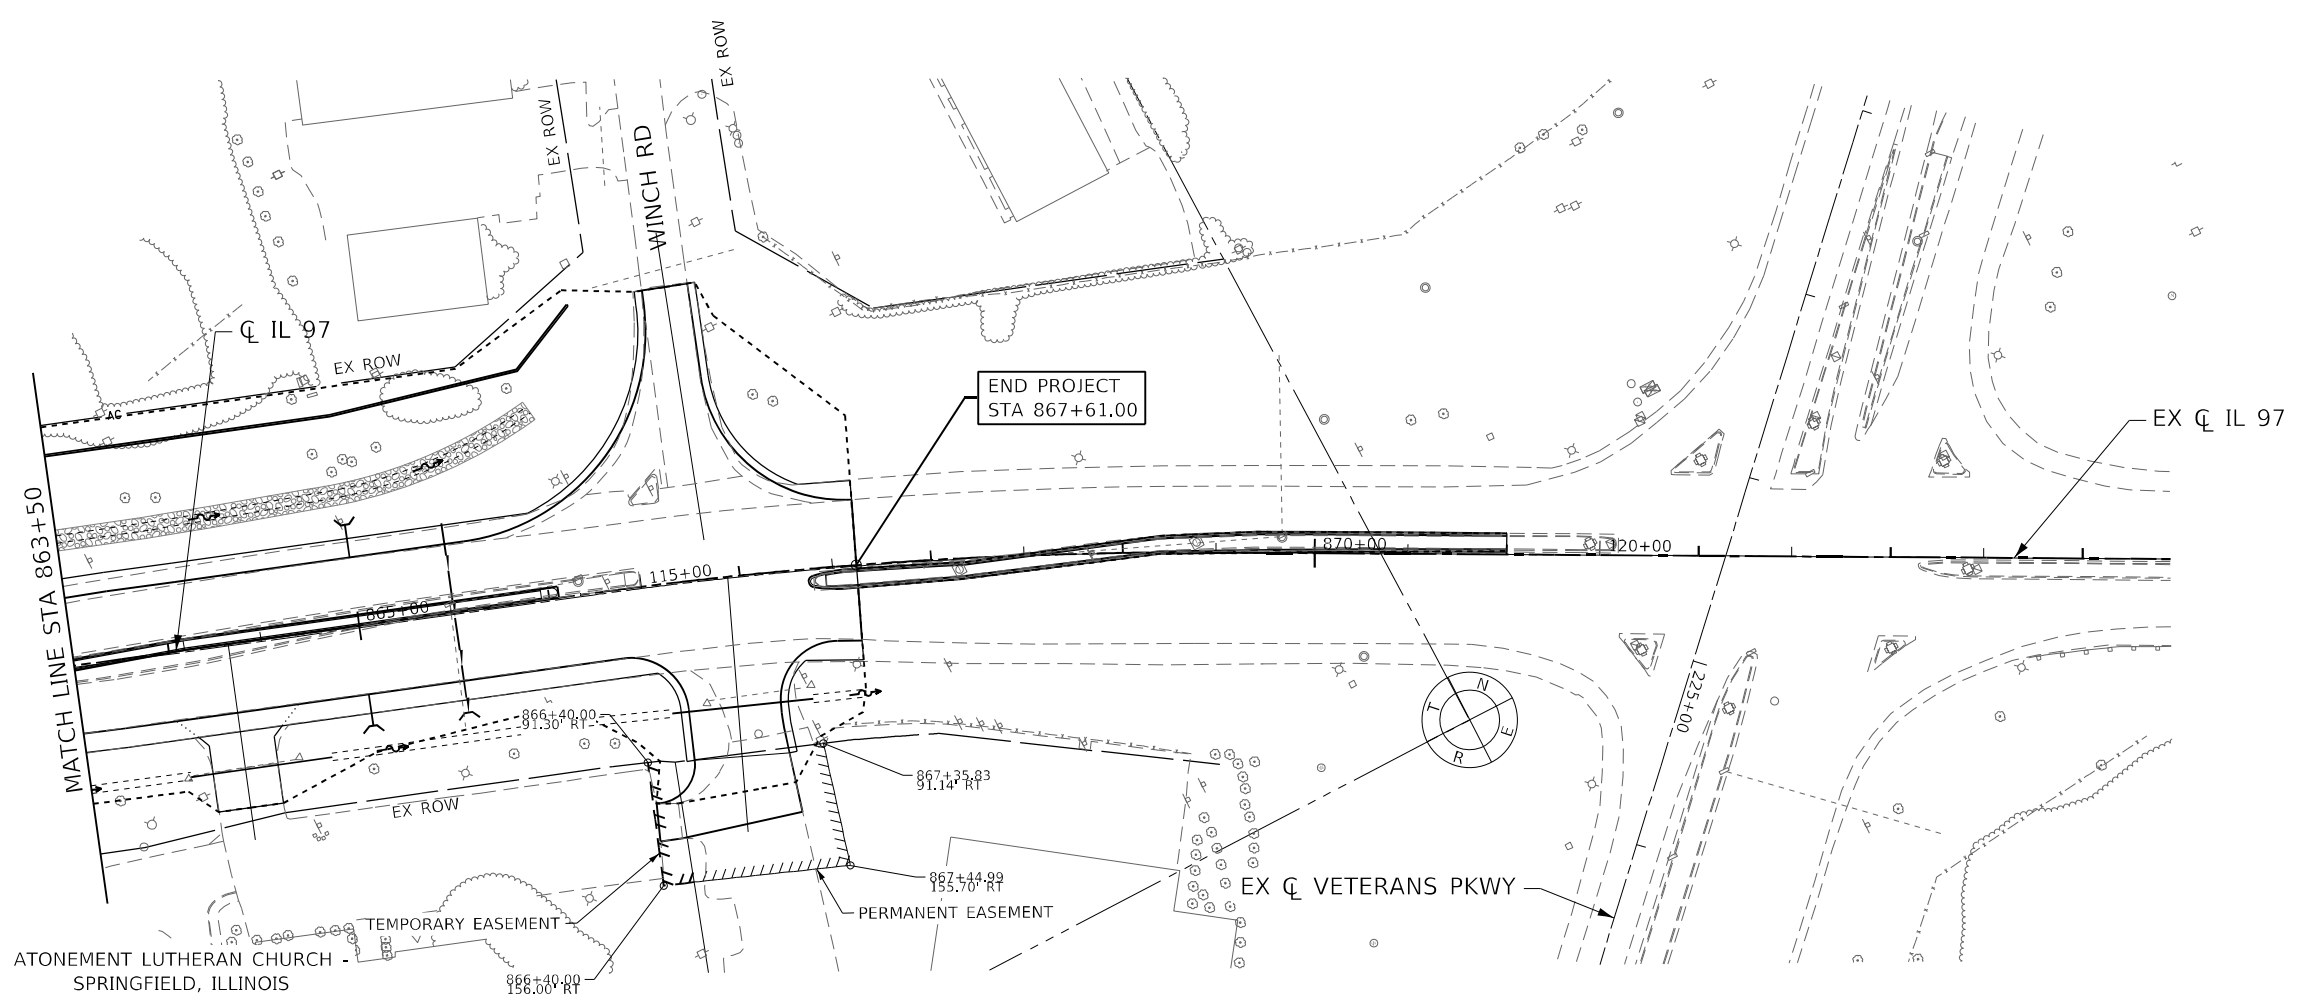 EX ROW
EX ROW
WINCH RD
℄ IL 97
EX ROW
AC
END PROJECT
STA 867+61.00
EX ℄ IL 97
MATCH LINE STA 863+50
865+00
115+00
870+00
120+00
N
E
R
T
L 225+00
866+40.00
91.30' RT
867+35.83
91.14' RT
EX ROW
867+44.99
155.70' RT
EX ℄ VETERANS PKWY
TEMPORARY EASEMENT
PERMANENT EASEMENT
ATONEMENT LUTHERAN CHURCH -
SPRINGFIELD, ILLINOIS
866+40.00
156.00' RT